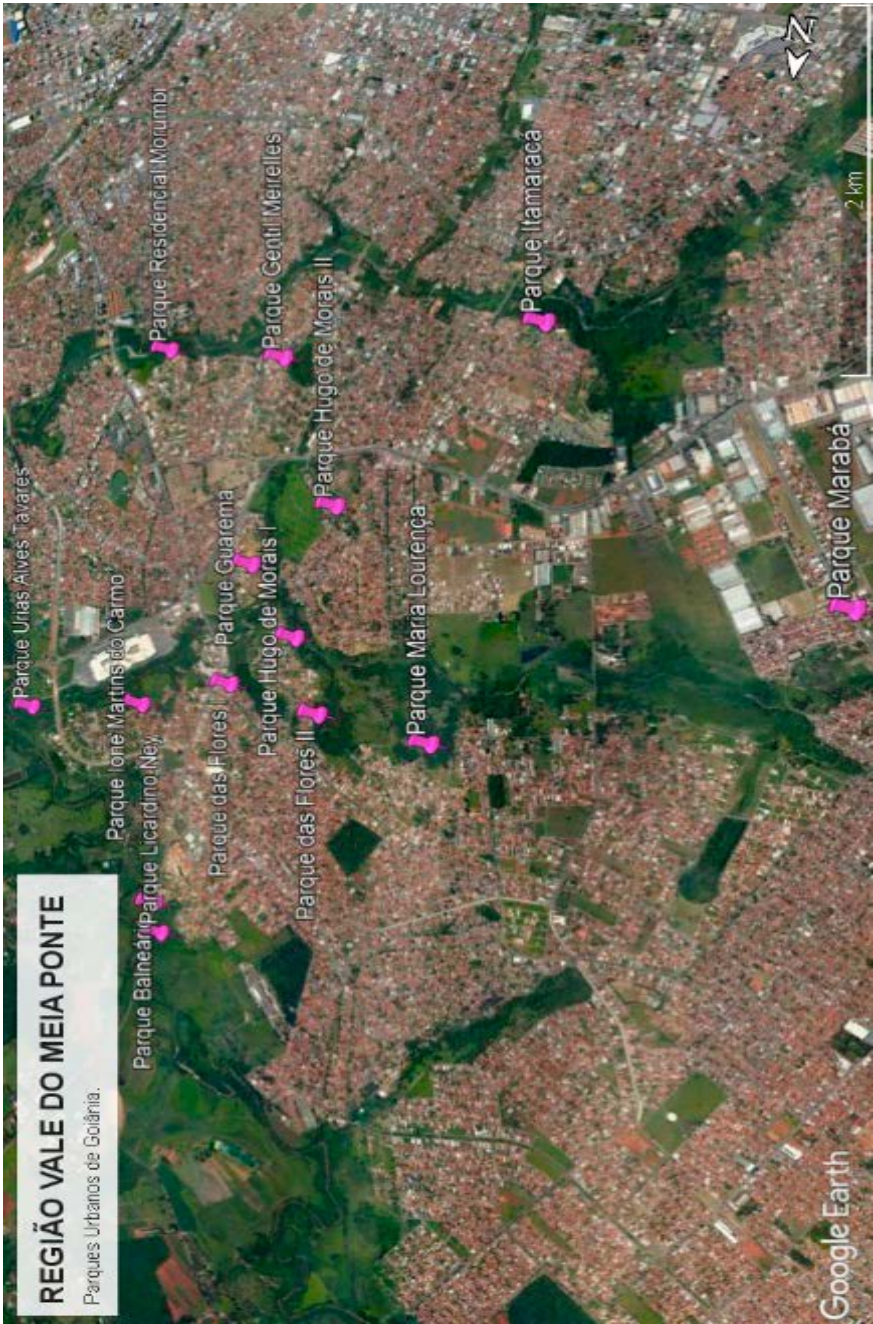 REGIÃO VALE DO MEIA PONTE
Parques Urbanos de Goiânia.
Parque Urias Alves Tavares
Parque Ione Martins do Carmo
Parque Licardino Ney
Parque Balneári
Parque Residencial Morumbi
Parque das Flores I
Parque Guarema
Parque Gentil Meirelles
Parque Hugo de Morais I
Parque das Flores II
Parque Hugo de Morais II
Parque Maria Lourença
Parque Itamaracá
Parque Marabá
Google Earth
2 km
N